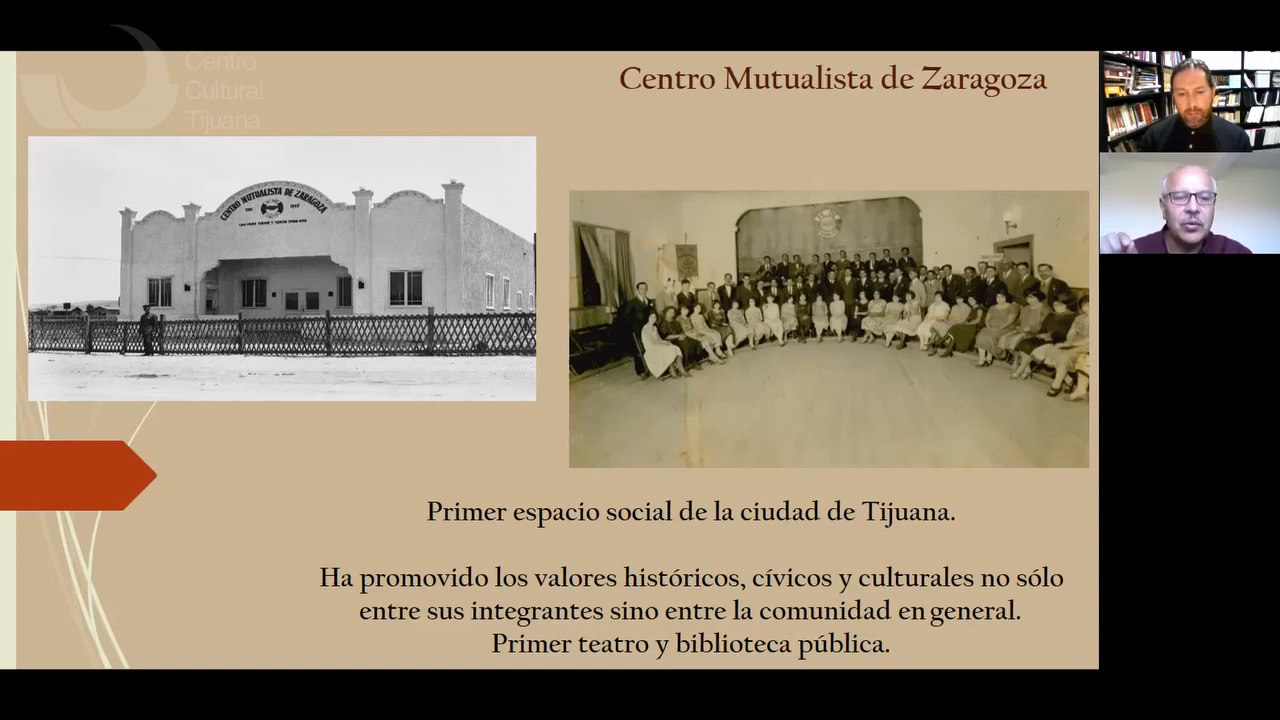 Centro
Cultural
Tijuana
Centro Mutualista de Zaragoza
CENTRO MUTUALISTA DE ZARAGOZA
Primer espacio social de la ciudad de Tijuana.
Ha promovido los valores históricos, cívicos y culturales no sólo
entre sus integrantes sino entre la comunidad en general.
Primer teatro y biblioteca pública.